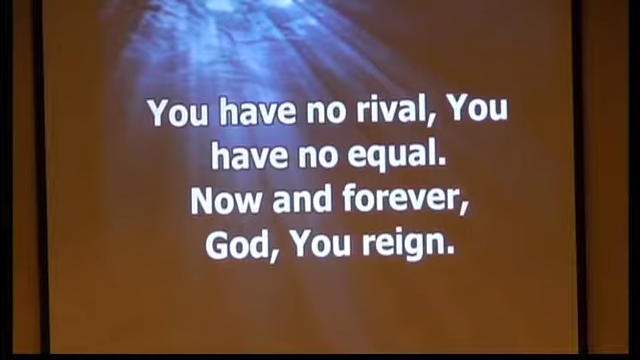 You have no rival, You
have no equal.
Now and forever,
God, You reign.